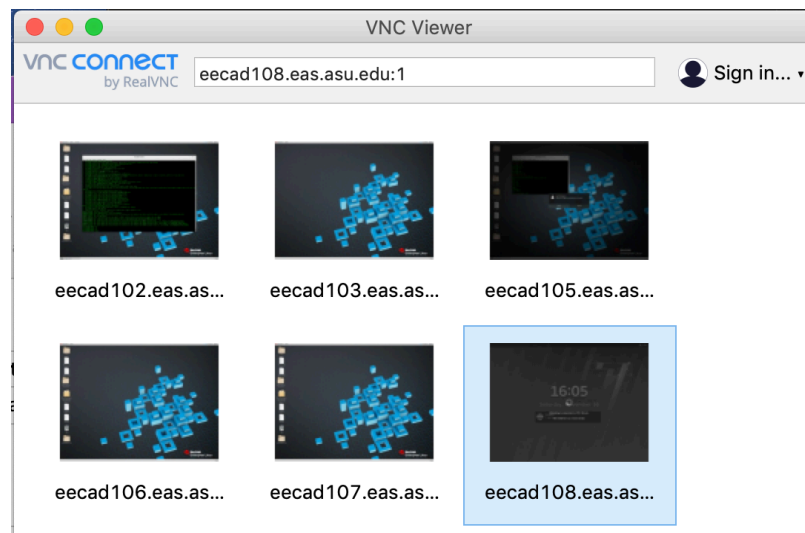 VNC Viewer
vnc connect
by RealVNC
eecad108.eas.asu.edu:1
Sign in...
eecad102.eas.as...
eecad103.eas.as...
eecad105.eas.as...
eecad106.eas.as...
eecad107.eas.as...
16:05
eecad108.eas.as...